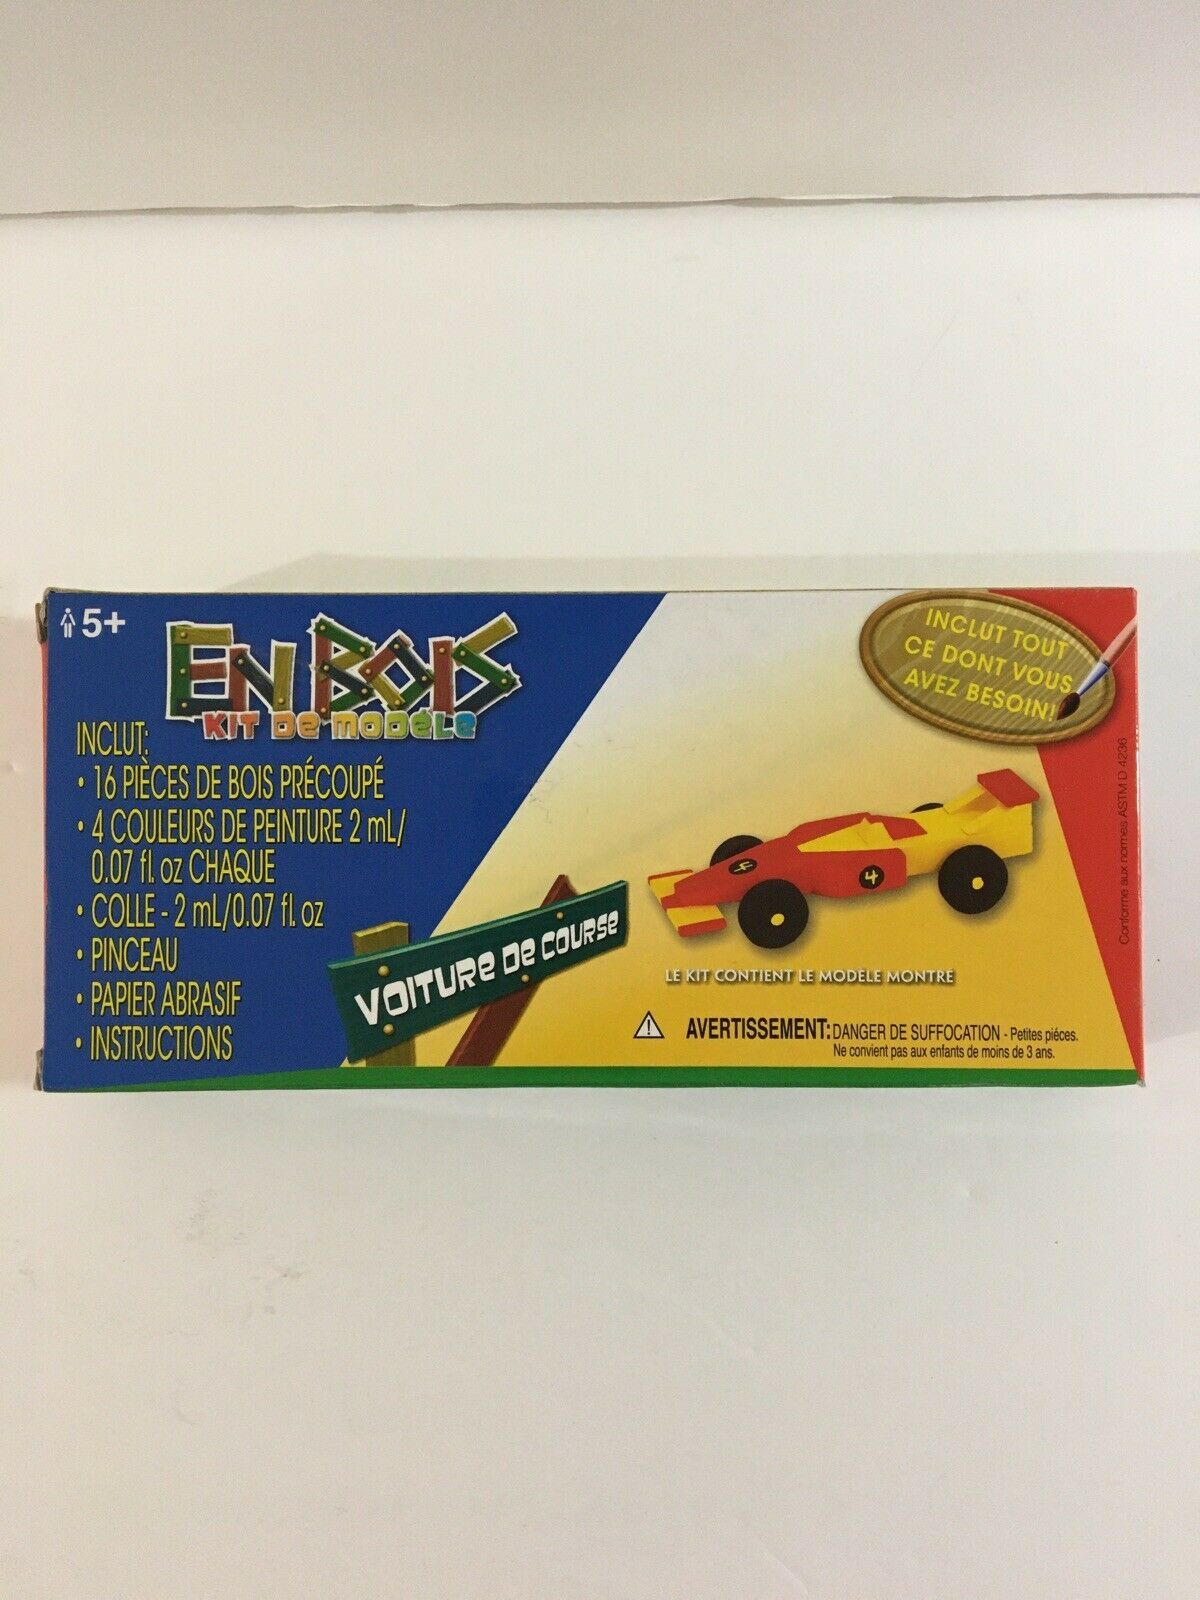 5+
EN BOIS
KIT DE MODÈLE
INCLUT:
• 16 PIÈCES DE BOIS PRÉCOUPÉ
• 4 COULEURS DE PEINTURE 2 mL/
0.07 fl. oz CHAQUE
• COLLE - 2 mL/0.07 fl. oz
• PINCEAU
• PAPIER ABRASIF
• INSTRUCTIONS
VOITURE DE COURSE
INCLUT TOUT
CE DONT VOUS
AVEZ BESOIN!
4
4
LE KIT CONTIENT LE MODÈLE MONTRÉ
AVERTISSEMENT: DANGER DE SUFFOCATION - Petites piéces.
Ne convient pas aux enfants de moins de 3 ans.
Conforme aux normes ASTM D 4236